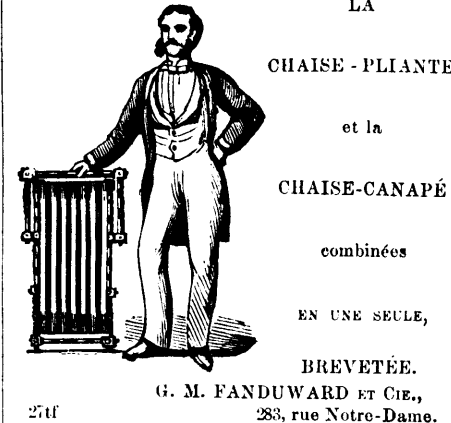 LA
CHAISE - PLIANTE
et la
CHAISE-CANAPÉ
combinées
EN UNE SEULE,
BREVETÉE.
G. M. FANDUWARD ET CIE.,
27tf 283, rue Notre-Dame.